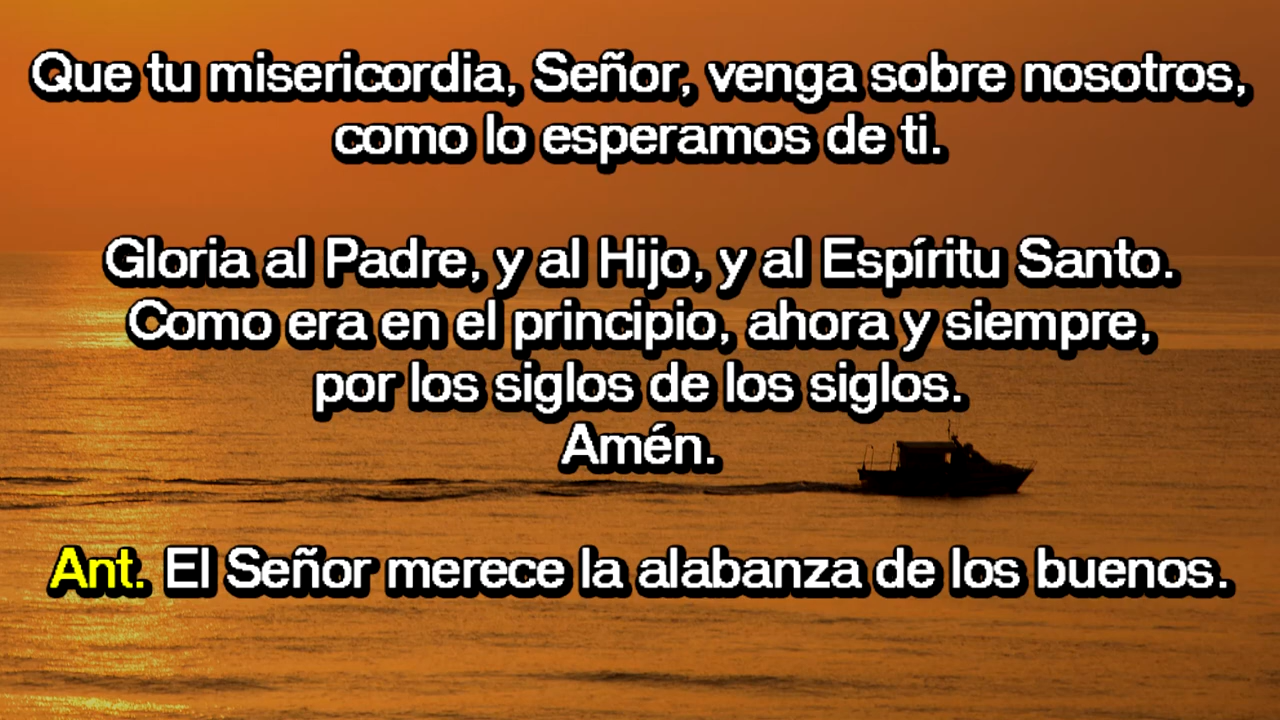 Que tu misericordia, Señor, venga sobre nosotros,
como lo esperamos de ti.
Gloria al Padre, y al Hijo, y al Espíritu Santo.
Como era en el principio, ahora y siempre,
por los siglos de los siglos.
Amén.
Ant. El Señor merece la alabanza de los buenos.